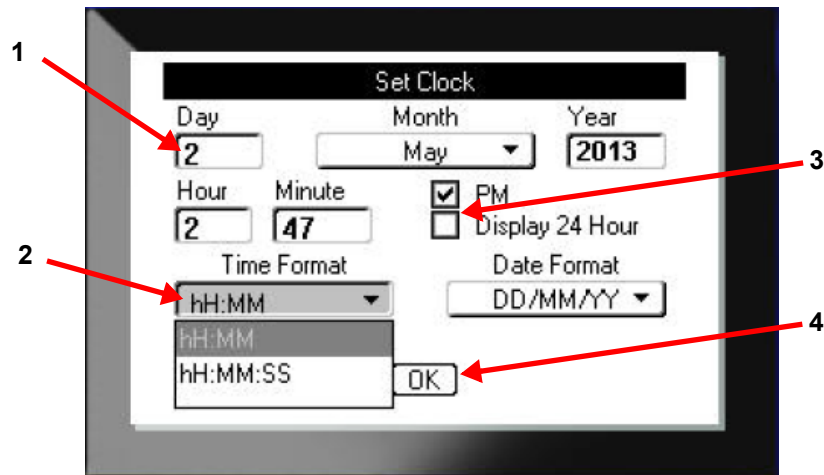 1
Set Clock
Day Month Year
2 May 2013
3
Hour Minute PM
2 47 Display 24 Hour
2
Time Format Date Format
hH:MM DD/MM/YY
4
hH:MM
hH:MM:SS
OK